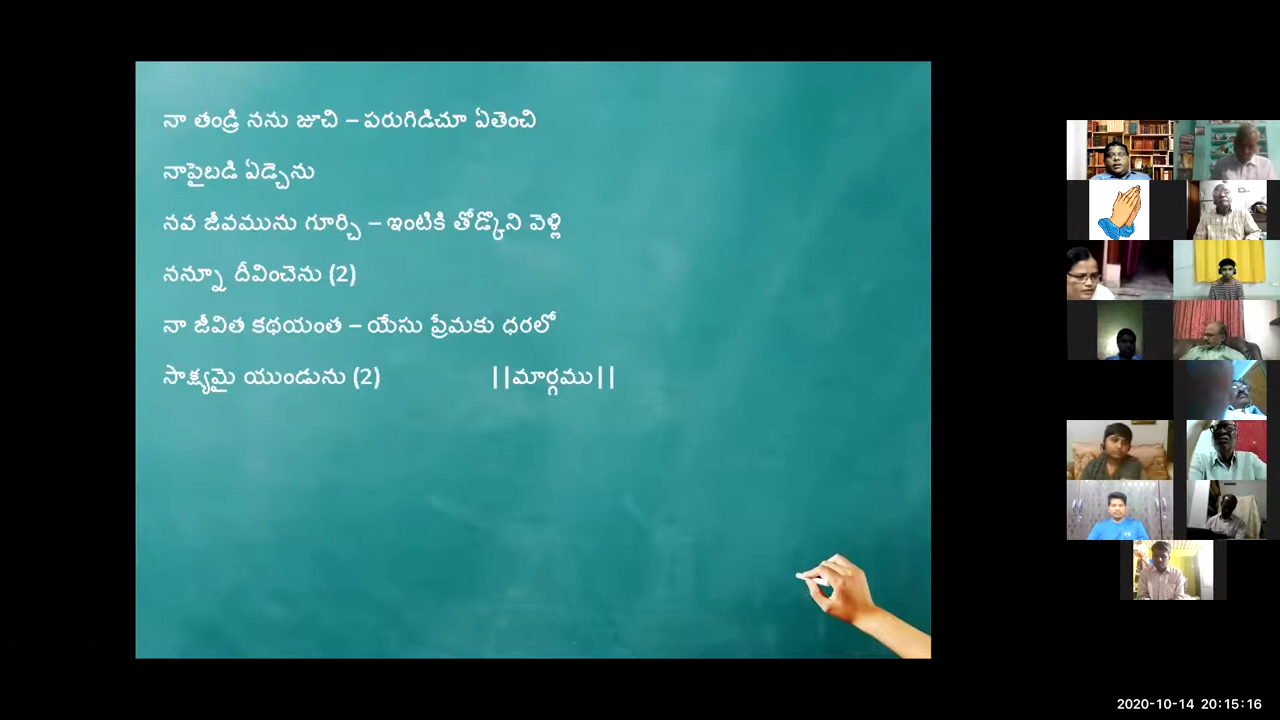 నా తండ్రి నను జూచి – పరుగిడిచూ ఏతెంచి
నాపైబడి ఏడ్చెను
నవ జీవమును గూర్చి – ఇంటికి తోడ్కొని వెళ్లి
నన్నూ దీవించెను (2)
నా జీవిత కథయంత – యేసు ప్రేమకు ధరలో
సాక్ష్యమై యుండును (2) ||మార్గము||
2020-10-14 20:15:16